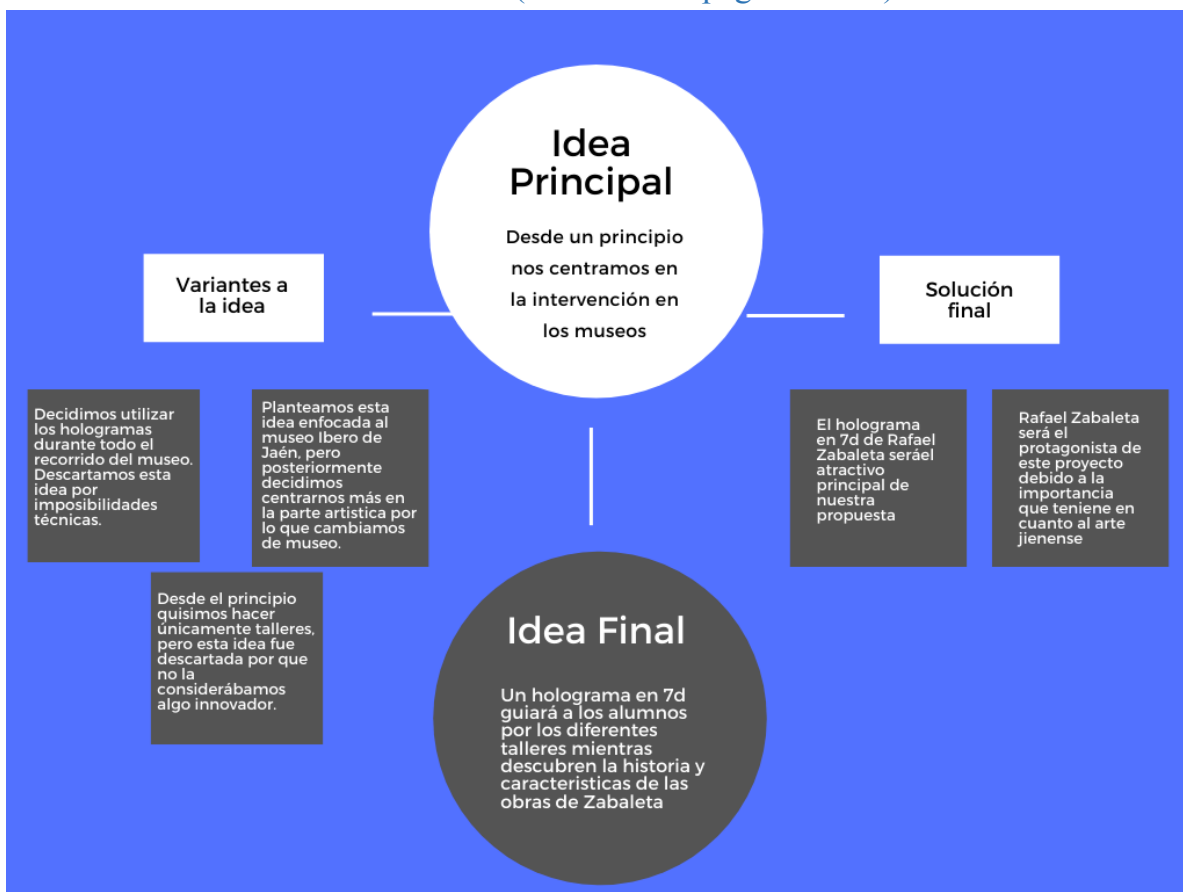 Idea
Principal
Desde un principio
nos centramos en
la intervención en
los museos
Variantes a
la idea
Solución
final
Decidimos utilizar
los hologramas
durante todo el
recorrido del museo.
Descartamos esta
idea por
imposibilidades
técnicas.
Planteamos esta
idea enfocada al
museo Ibero de
Jaén, pero
posteriormente
decidimos
centrarnos más en
la parte artistica por
lo que cambiamos
de museo.
Desde el principio
quisimos hacer
únicamente talleres,
pero esta idea fue
descartada por que
no la
considerábamos
algo innovador.
El holograma
en 7d de Rafael
Zabaleta seráel
atractivo
principal de
nuestra
propuesta
Rafael Zabaleta
será el
protagonista de
este proyecto
debido a la
importancia
que teniene en
cuanto al arte
jienense
Idea Final
Un holograma en 7d
guiará a los alumnos
por los diferentes
talleres mientras
descubren la historia y
caracteristicas de las
obras de Zabaleta